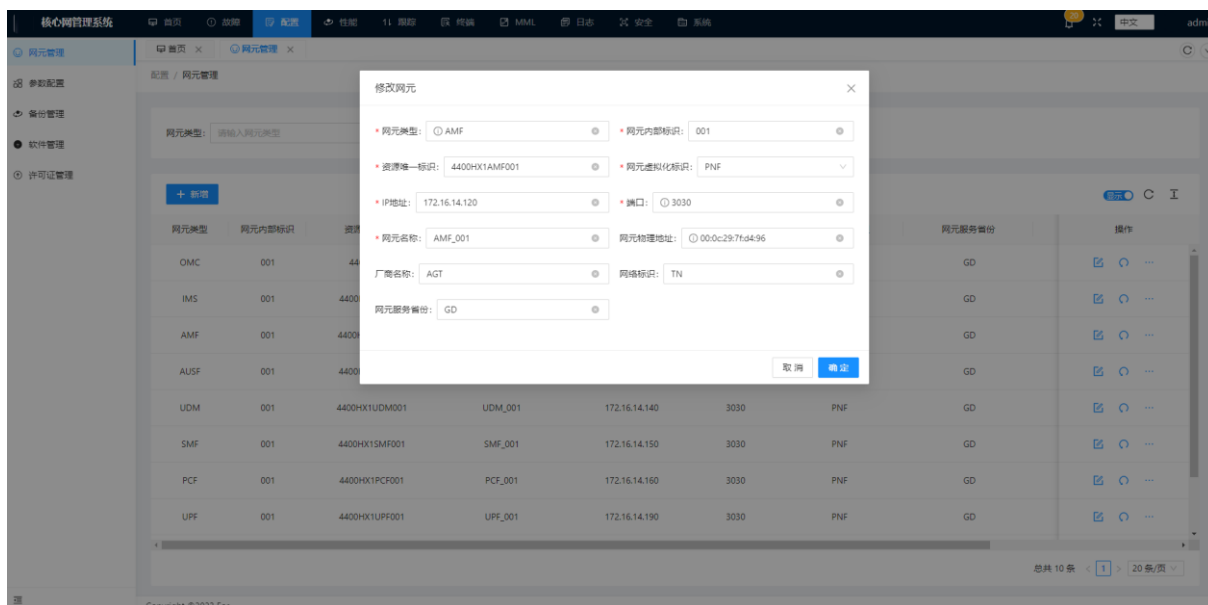 核心网管理系统 首页 故障 配置 性能 跟踪 终端 MML 日志 安全 系统 20 中文 adm
网元管理 首页 网元管理
参数配置 配置 / 网元管理
备份管理
软件管理
许可证管理
网元类型: 请输入网元类型
+ 新增 显示
网元类型 网元内部标识 网元服务省份 操作
OMC 001 GD
IMS 001 4400 GD
AMF 001 GD
AUSF 001 4400 GD
UDM 001 4400HX1UDM001 UDM_001 172.16.14.140 3030 PNF GD
SMF 001 4400HX1SMF001 SMF_001 172.16.14.150 3030 PNF GD
PCF 001 4400HX1PCF001 PCF_001 172.16.14.160 3030 PNF GD
UPF 001 4400HX1UPF001 UPF_001 172.16.14.190 3030 PNF GD
总共 10 条 < 1 > 20 条/页
修改网元
* 网元类型: AMF * 网元内部标识: 001
* 资源唯一标识: 4400HX1AMF001 * 网元虚拟化标识: PNF
* IP地址: 172.16.14.120 * 端口: 3030
* 网元名称: AMF_001 网元物理地址: 00:0c:29:7f:d4:96
厂商名称: AGT 网络标识: TN
网元服务省份: GD
取 消 确 定